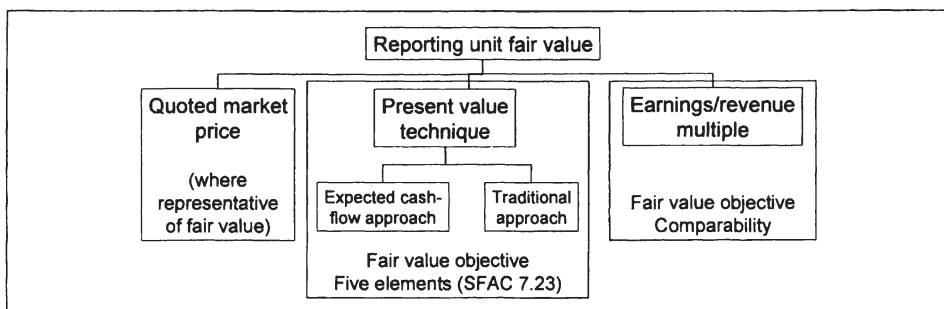 Reporting unit fair value
Quoted market
price
(where
representative
of fair value)
Present value
technique
Expected cash-
flow approach
Traditional
approach
Fair value objective
Five elements (SFAC 7.23)
Earnings/revenue
multiple
Fair value objective
Comparability